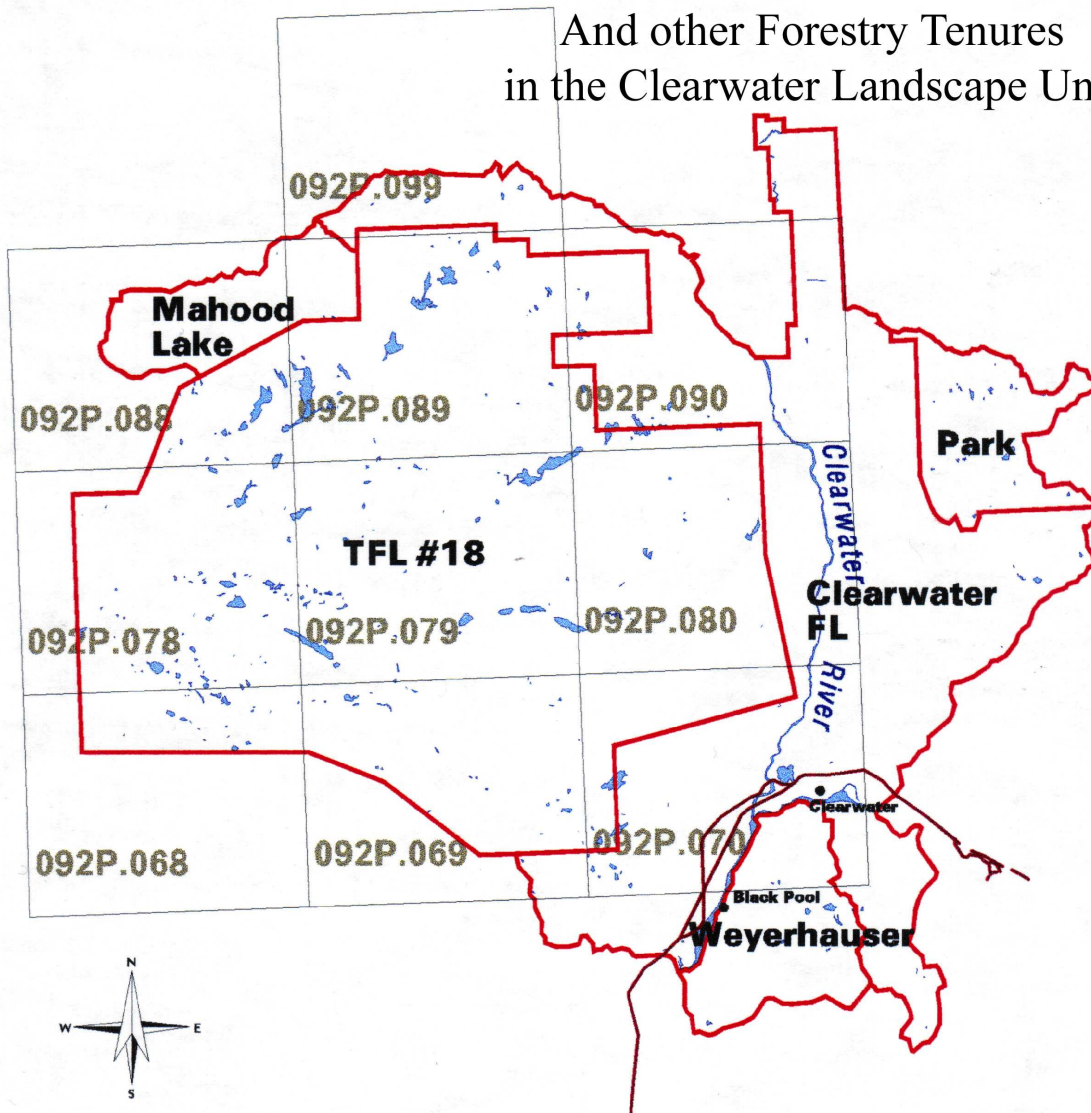 And other Forestry Tenures
in the Clearwater Landscape Un
092P.099
Mahood
Lake
092P.088
092P.089
092P.090
Park
Clearwater
River
TFL #18
Clearwater
FL
092P.078
092P.079
092P.080
Clearwater
092P.068
092P.069
092P.070
Black Pool
Weyerhauser
N
W
E
S